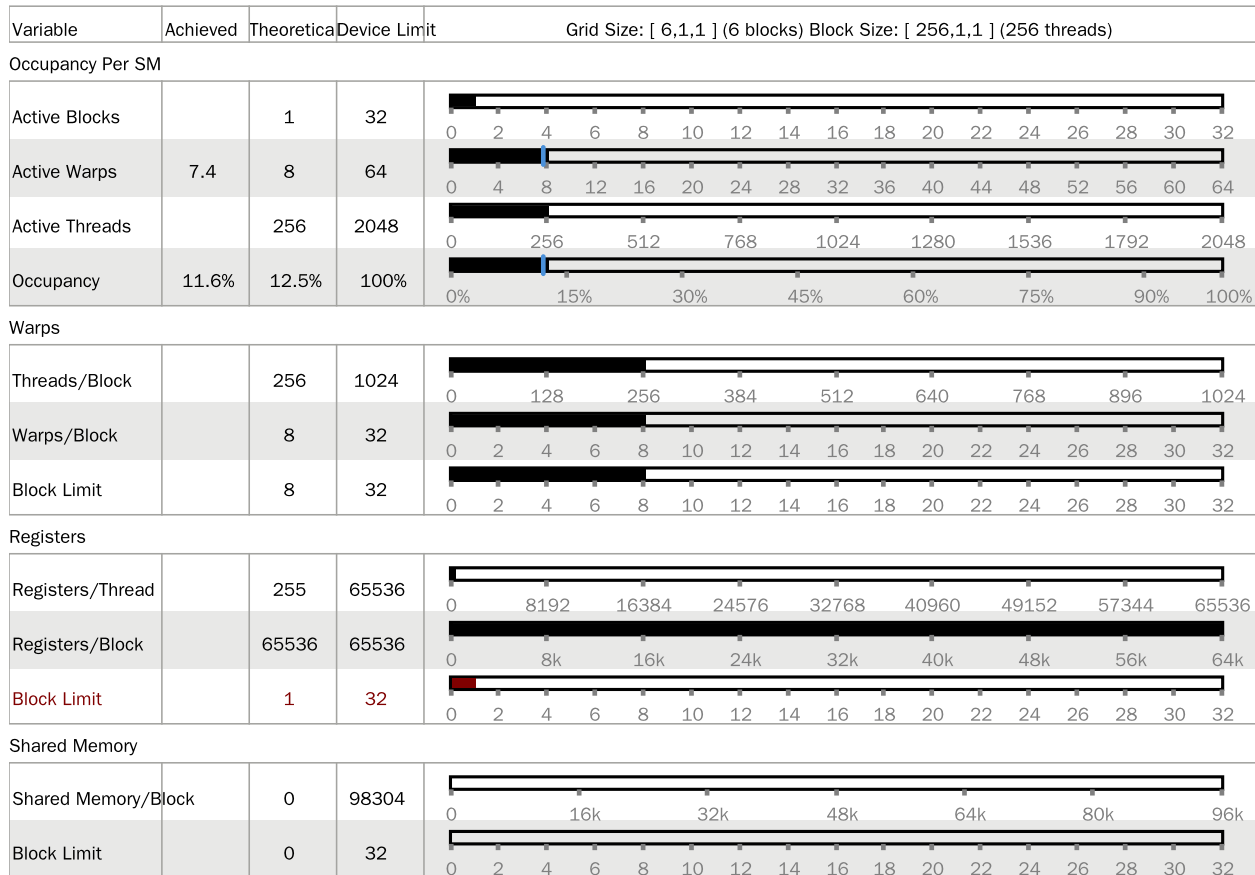 Variable Achieved Theoretica Device Limit Grid Size: [ 6,1,1 ] (6 blocks) Block Size: [ 256,1,1 ] (256 threads)
Occupancy Per SM
Active Blocks 1 32
0 2 4 6 8 10 12 14 16 18 20 22 24 26 28 30 32
Active Warps 7.4 8 64
0 4 8 12 16 20 24 28 32 36 40 44 48 52 56 60 64
Active Threads 256 2048
0 256 512 768 1024 1280 1536 1792 2048
Occupancy 11.6% 12.5% 100%
0% 15% 30% 45% 60% 75% 90% 100%
Warps
Threads/Block 256 1024
0 128 256 384 512 640 768 896 1024
Warps/Block 8 32
0 2 4 6 8 10 12 14 16 18 20 22 24 26 28 30 32
Block Limit 8 32
0 2 4 6 8 10 12 14 16 18 20 22 24 26 28 30 32
Registers
Registers/Thread 255 65536
0 8192 16384 24576 32768 40960 49152 57344 65536
Registers/Block 65536 65536
0 8k 16k 24k 32k 40k 48k 56k 64k
Block Limit 1 32
0 2 4 6 8 10 12 14 16 18 20 22 24 26 28 30 32
Shared Memory
Shared Memory/Block 0 98304
0 16k 32k 48k 64k 80k 96k
Block Limit 0 32
0 2 4 6 8 10 12 14 16 18 20 22 24 26 28 30 32